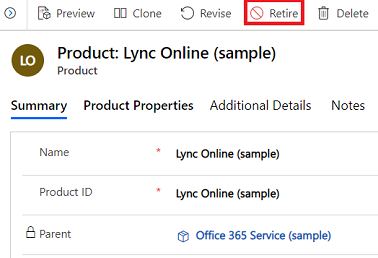 Preview Clone Revise Retire Delete
LO
Product: Lync Online (sample)
Product
Summary Product Properties Additional Details Notes
Name * Lync Online (sample)
Product ID * Lync Online (sample)
Parent Office 365 Service (sample)